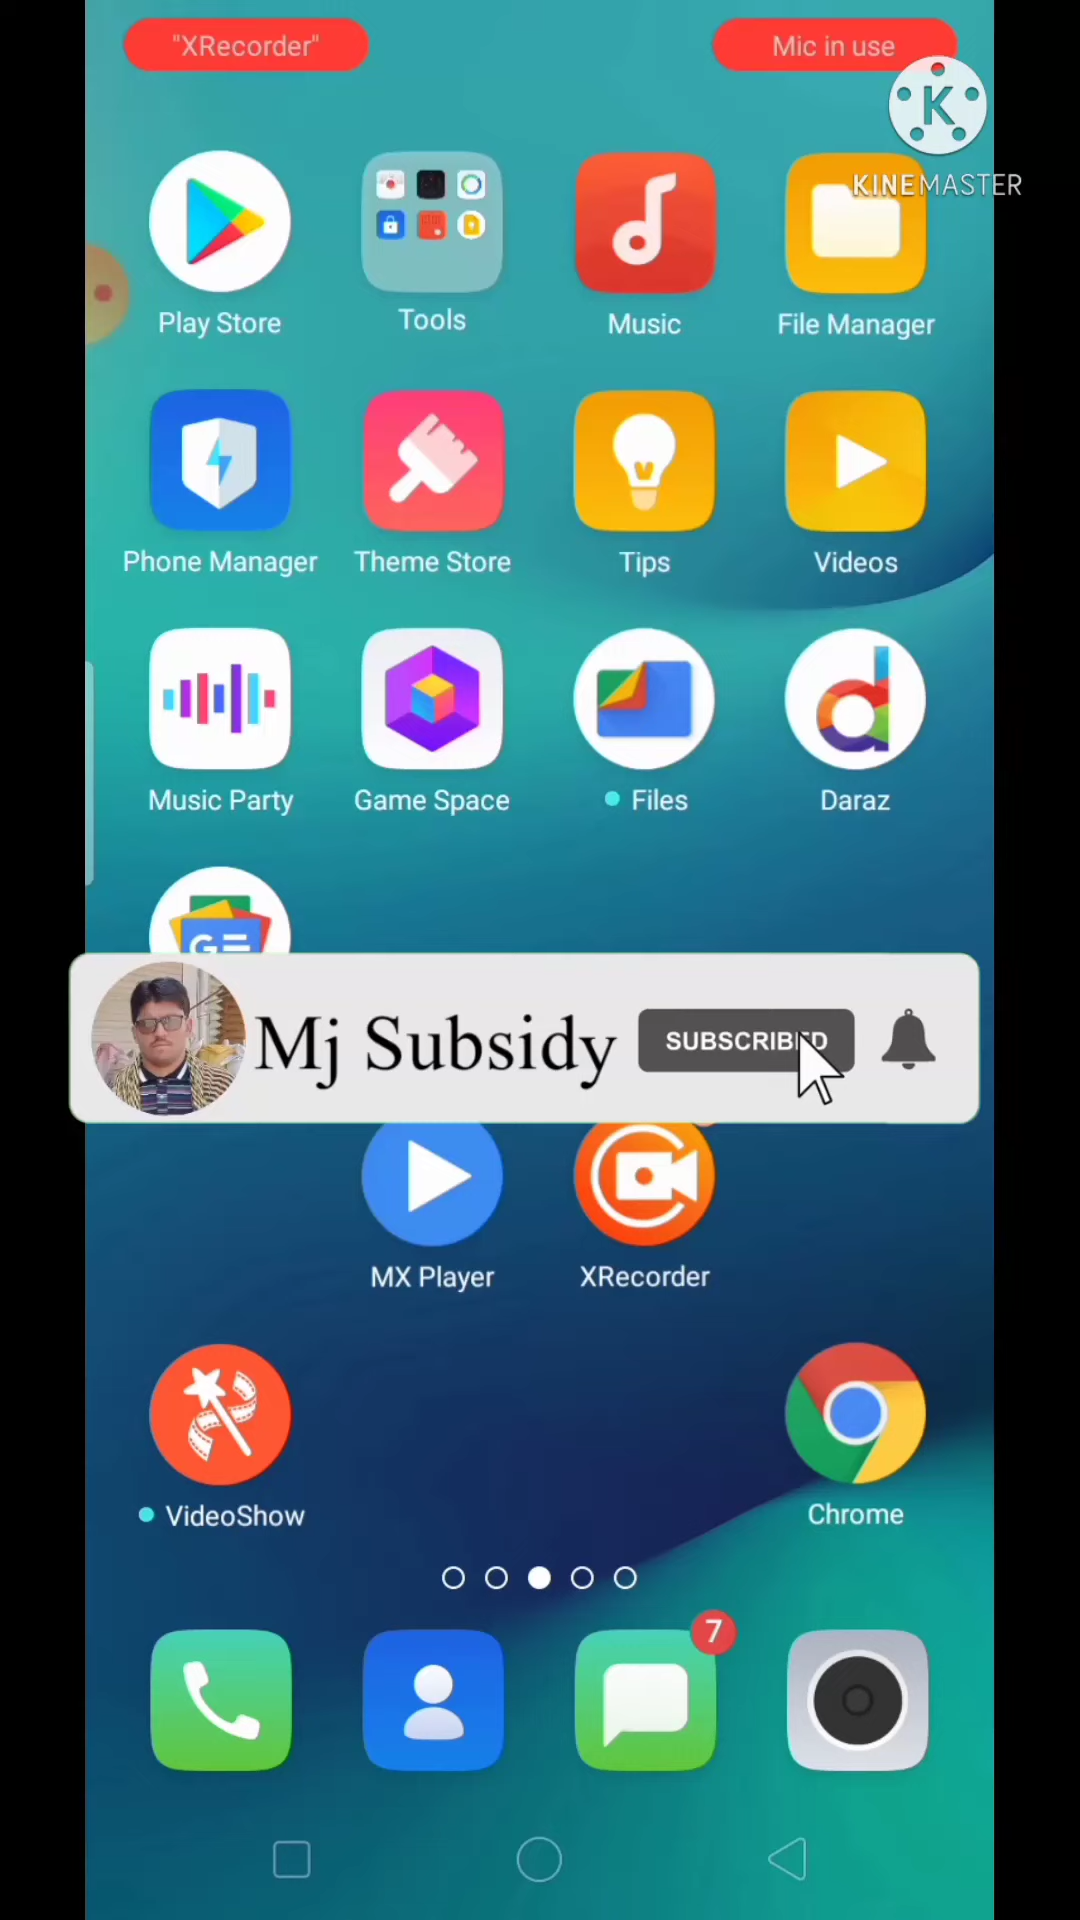 "XRecorder"
Mic in use
K
KINEMASTER
Play Store
Tools
Music
File Manager
Phone Manager
Theme Store
Tips
Videos
Music Party
Game Space
Files
Daraz
G
Mj Subsidy
SUBSCRIBED
MX Player
XRecorder
VideoShow
Chrome
7